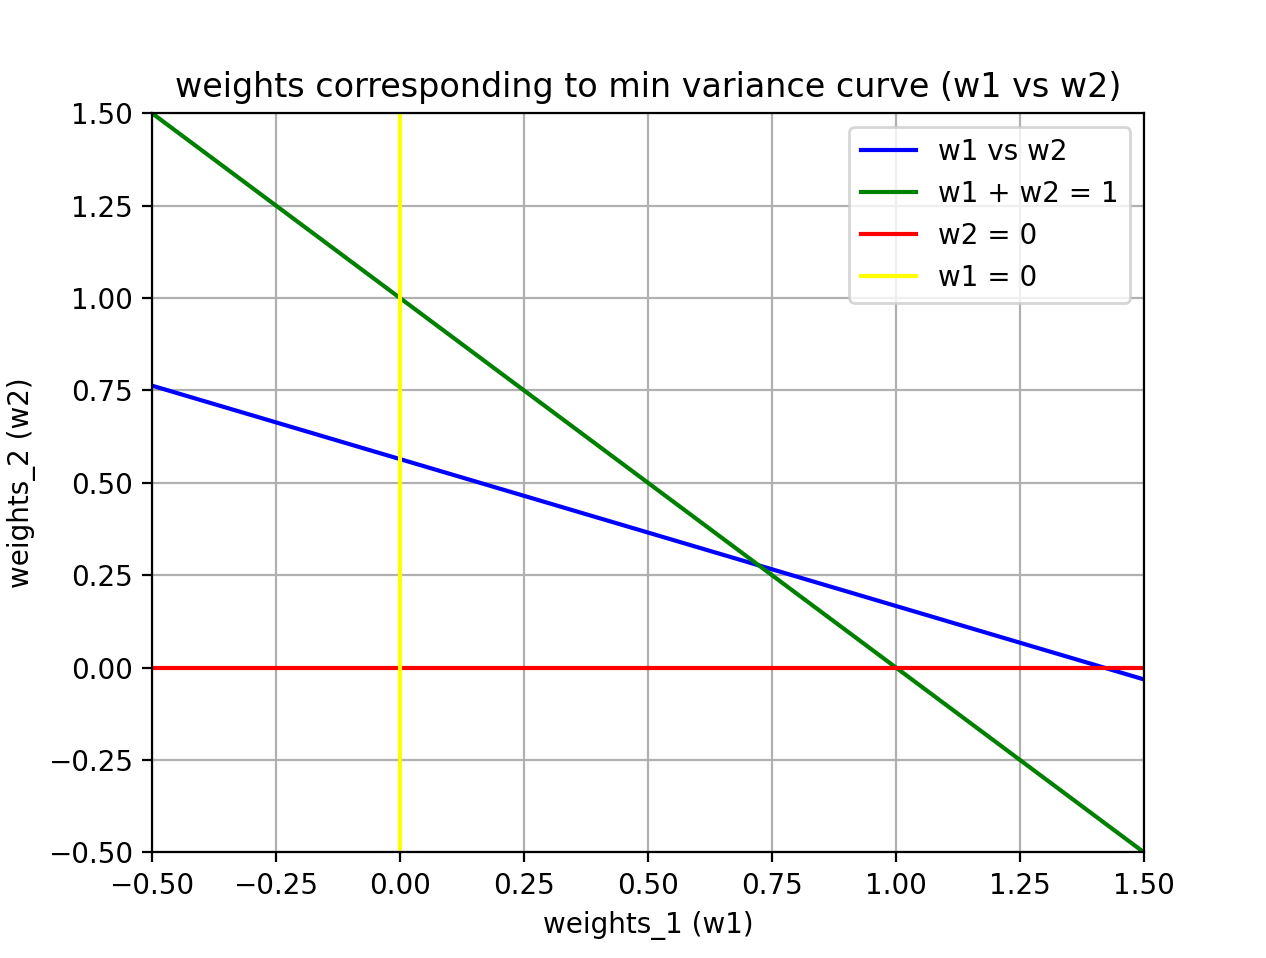 weights corresponding to min variance curve (w1 vs w2)
1.50
1.25
1.00
0.75
0.50
0.25
0.00
−0.25
−0.50
weights_2 (w2)
w1 vs w2
w1 + w2 = 1
w2 = 0
w1 = 0
−0.50 −0.25 0.00 0.25 0.50 0.75 1.00 1.25 1.50
weights_1 (w1)